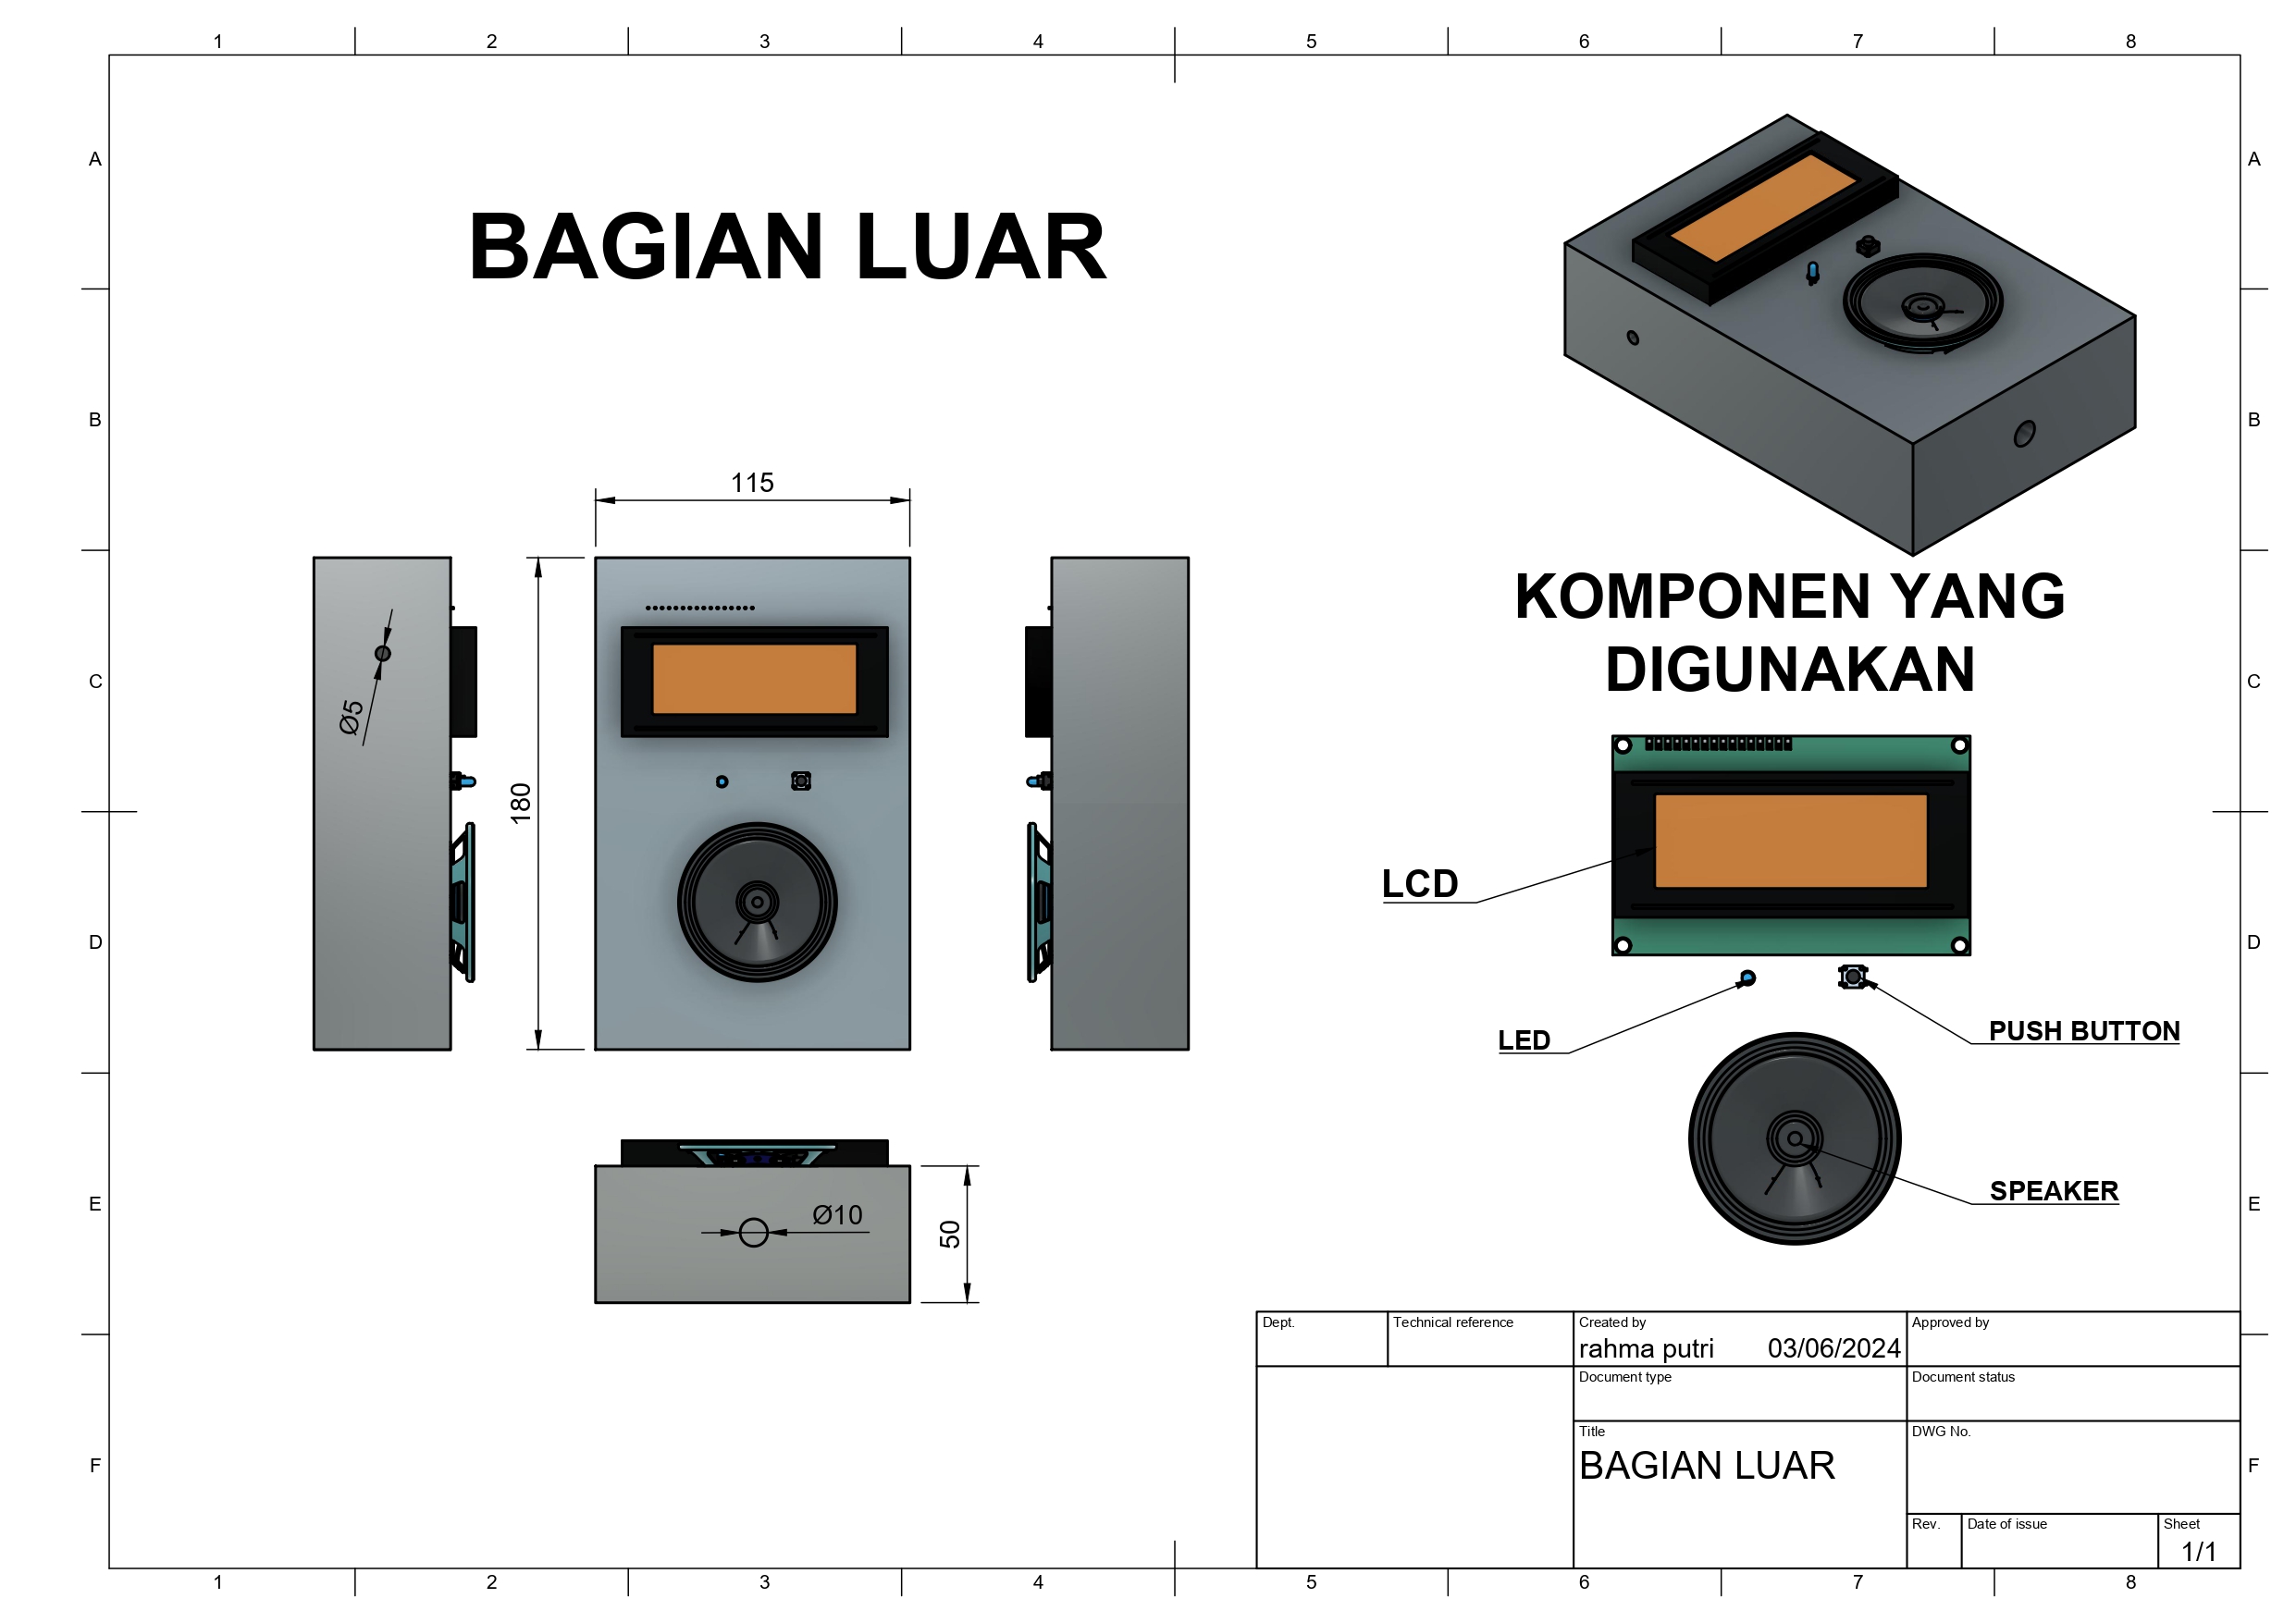 1 2 3 4 5 6 7 8
A A
BAGIAN LUAR
B B
115
KOMPONEN YANG
DIGUNAKAN
C C
Ø5
180
LCD
D D
LED
PUSH BUTTON
SPEAKER
E E
Ø10
50
Dept.
Technical reference
Created by
rahma putri 03/06/2024
Approved by
Document type
Document status
Title
BAGIAN LUAR
DWG No.
F F
Rev.
Date of issue
Sheet
1/1
1 2 3 4 5 6 7 8